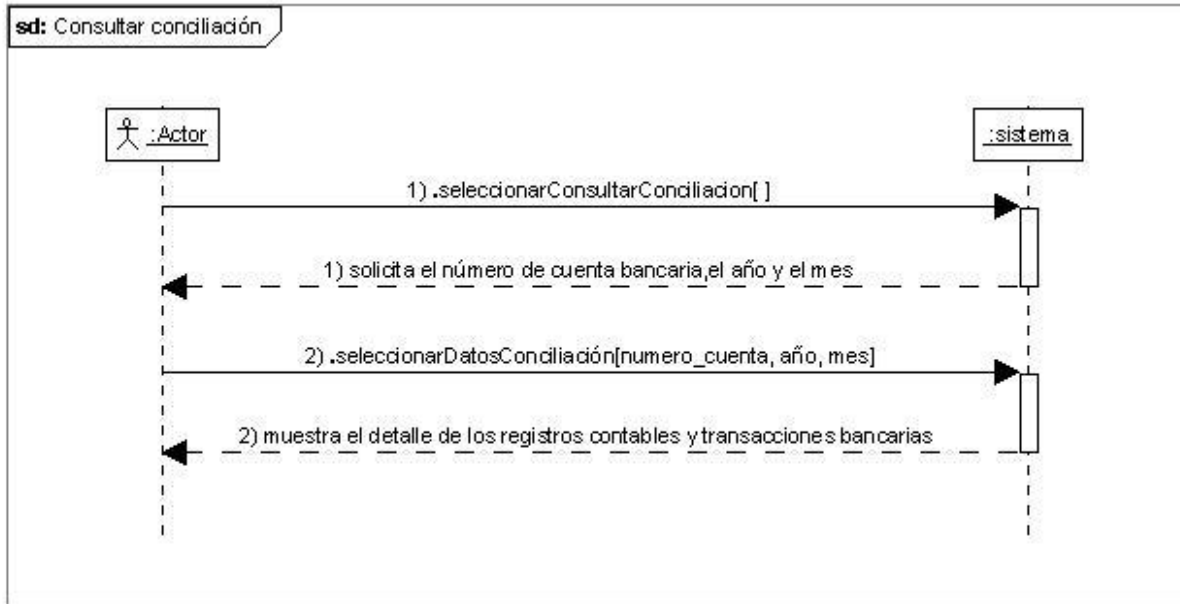 sd: Consultar conciliación
:Actor
:sistema
1) .seleccionarConsultarConciliacion[ ]
1) solicita el número de cuenta bancaria,el año y el mes
2) .seleccionarDatosConciliación[numero_cuenta, año, mes]
2) muestra el detalle de los registros contables y transacciones bancarias